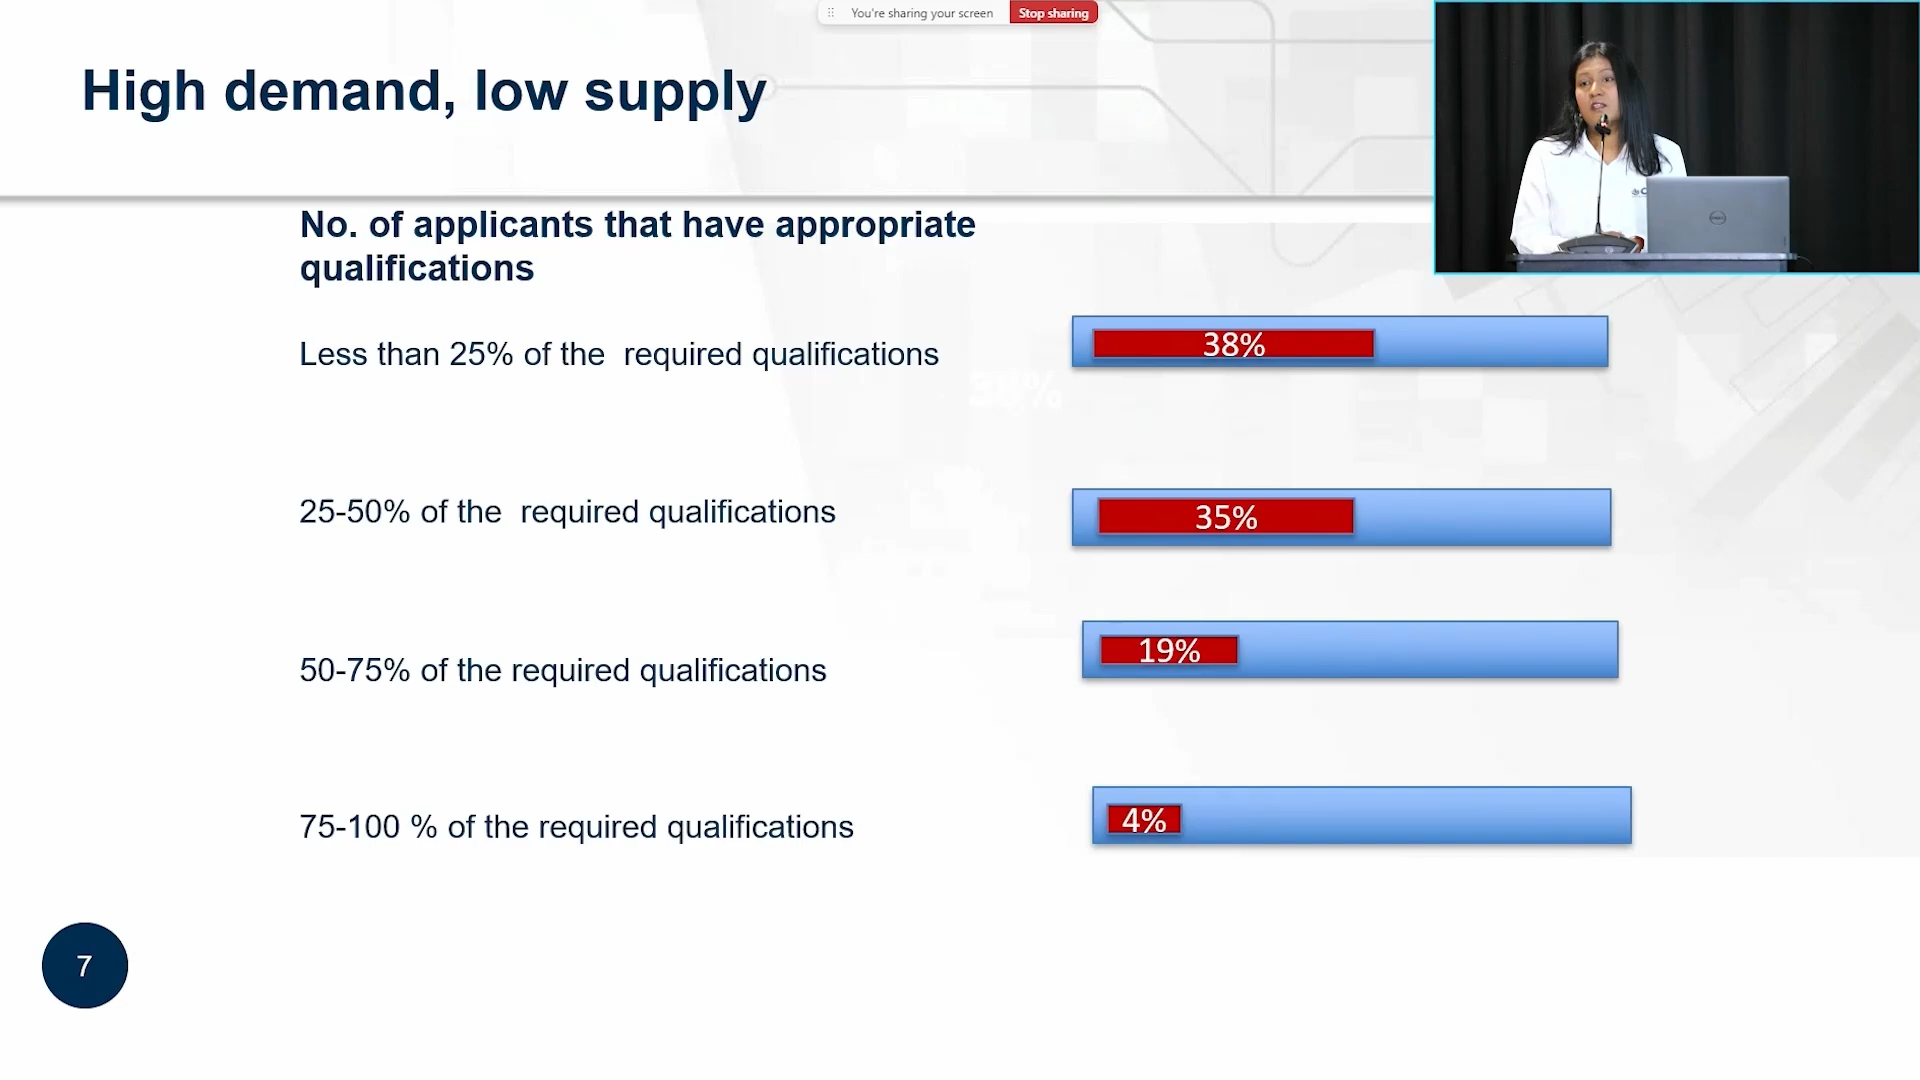 You're sharing your screen
Stop sharing
High demand, low supply
No. of applicants that have appropriate
qualifications
Less than 25% of the  required qualifications
38%
25-50% of the  required qualifications
35%
50-75% of the required qualifications
19%
75-100 % of the required qualifications
4%
7